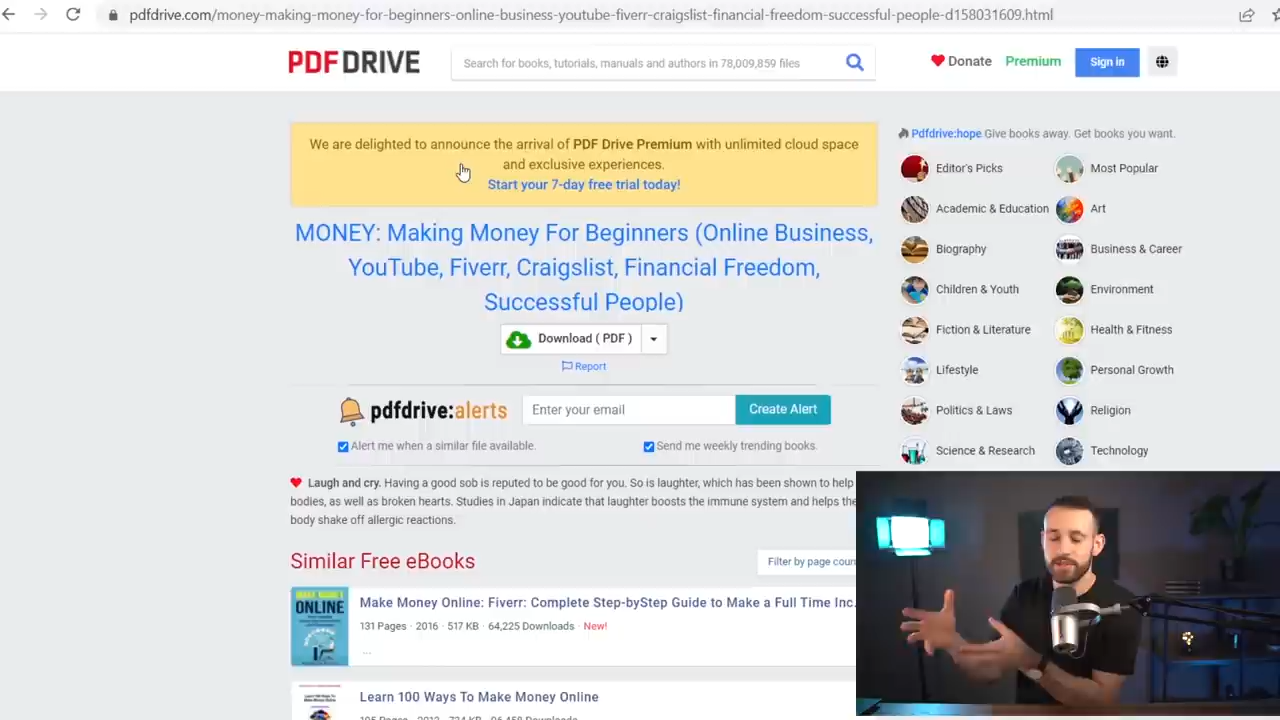 pdfdrive.com/money-making-money-for-beginners-online-business-youtube-fiverr-craigslist-financial-freedom-successful-people-d158031609.html
PDF DRIVE
Search for books, tutorials, manuals and authors in 78,009,859 files
Donate
Premium
Sign in
We are delighted to announce the arrival of PDF Drive Premium with unlimited cloud space
and exclusive experiences.
Start your 7-day free trial today!
MONEY: Making Money For Beginners (Online Business,
YouTube, Fiverr, Craigslist, Financial Freedom,
Successful People)
Download ( PDF )
Report
pdfdrive:alerts
Enter your email
Create Alert
Alert me when a similar file available.
Send me weekly trending books.
Laugh and cry. Having a good sob is reputed to be good for you. So is laughter, which has been shown to help
bodies, as well as broken hearts. Studies in Japan indicate that laughter boosts the immune system and helps the
body shake off allergic reactions.
Similar Free eBooks
Filter by page coun
MAKE MONEY
ONLINE
Make Money Online: Fiverr: Complete Step-byStep Guide to Make a Full Time Inc.
131 Pages · 2016 · 517 KB · 64,225 Downloads · New!
...
Learn 100 Ways To Make Money Online
Pdfdrive:hope Give books away. Get books you want.
Editor's Picks
Most Popular
Academic & Education
Art
Biography
Business & Career
Children & Youth
Environment
Fiction & Literature
Health & Fitness
Lifestyle
Personal Growth
Politics & Laws
Religion
Science & Research
Technology